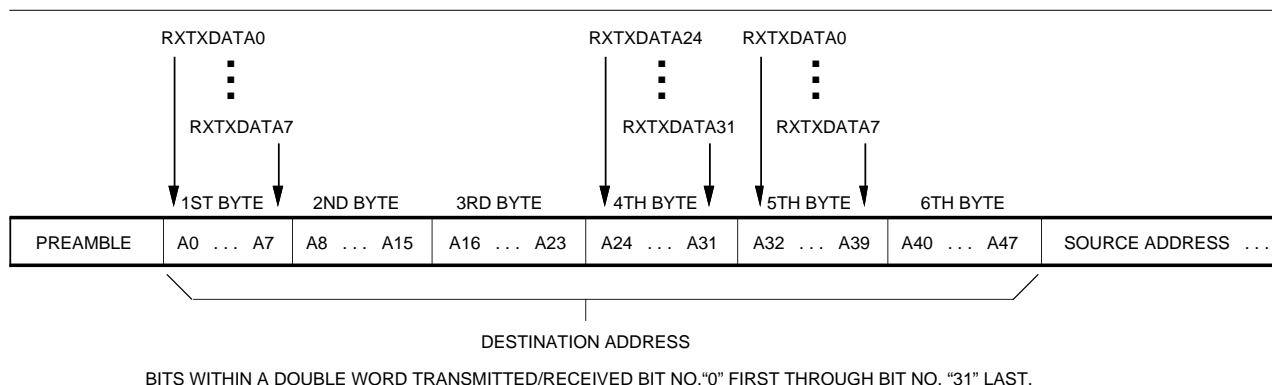 RXTXDATA0 RXTXDATA24 RXTXDATA0
RXTXDATA7 RXTXDATA31 RXTXDATA7
1ST BYTE 2ND BYTE 3RD BYTE 4TH BYTE 5TH BYTE 6TH BYTE
PREAMBLE A0 ... A7 A8 ... A15 A16 ... A23 A24 ... A31 A32 ... A39 A40 ... A47 SOURCE ADDRESS ...
DESTINATION ADDRESS
BITS WITHIN A DOUBLE WORD TRANSMITTED/RECEIVED BIT NO.“0” FIRST THROUGH BIT NO. “31” LAST.